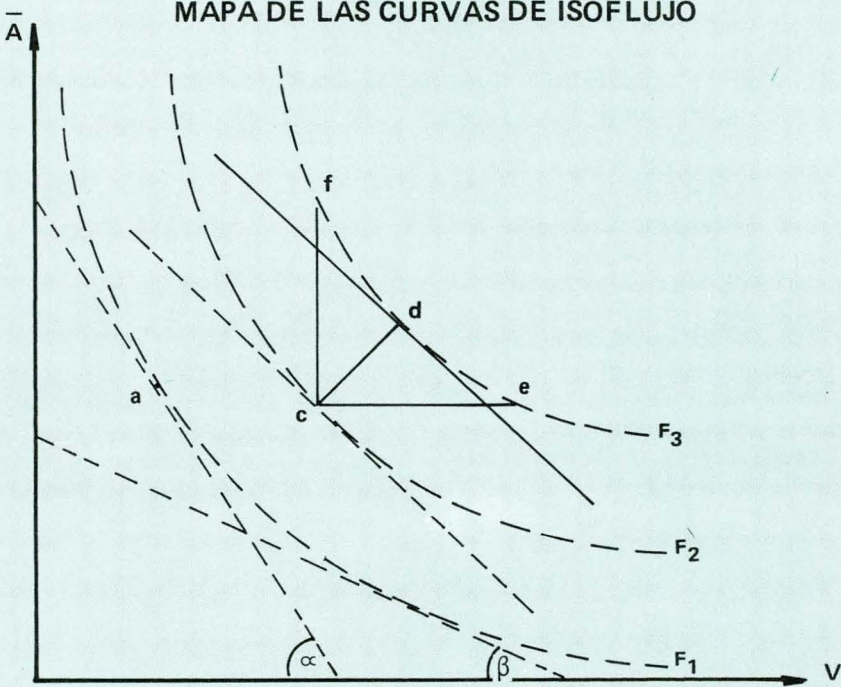 MAPA DE LAS CURVAS DE ISOFLUJO
A̅
f
d
a
c
e
F₃
F₂
F₁
α
β
V